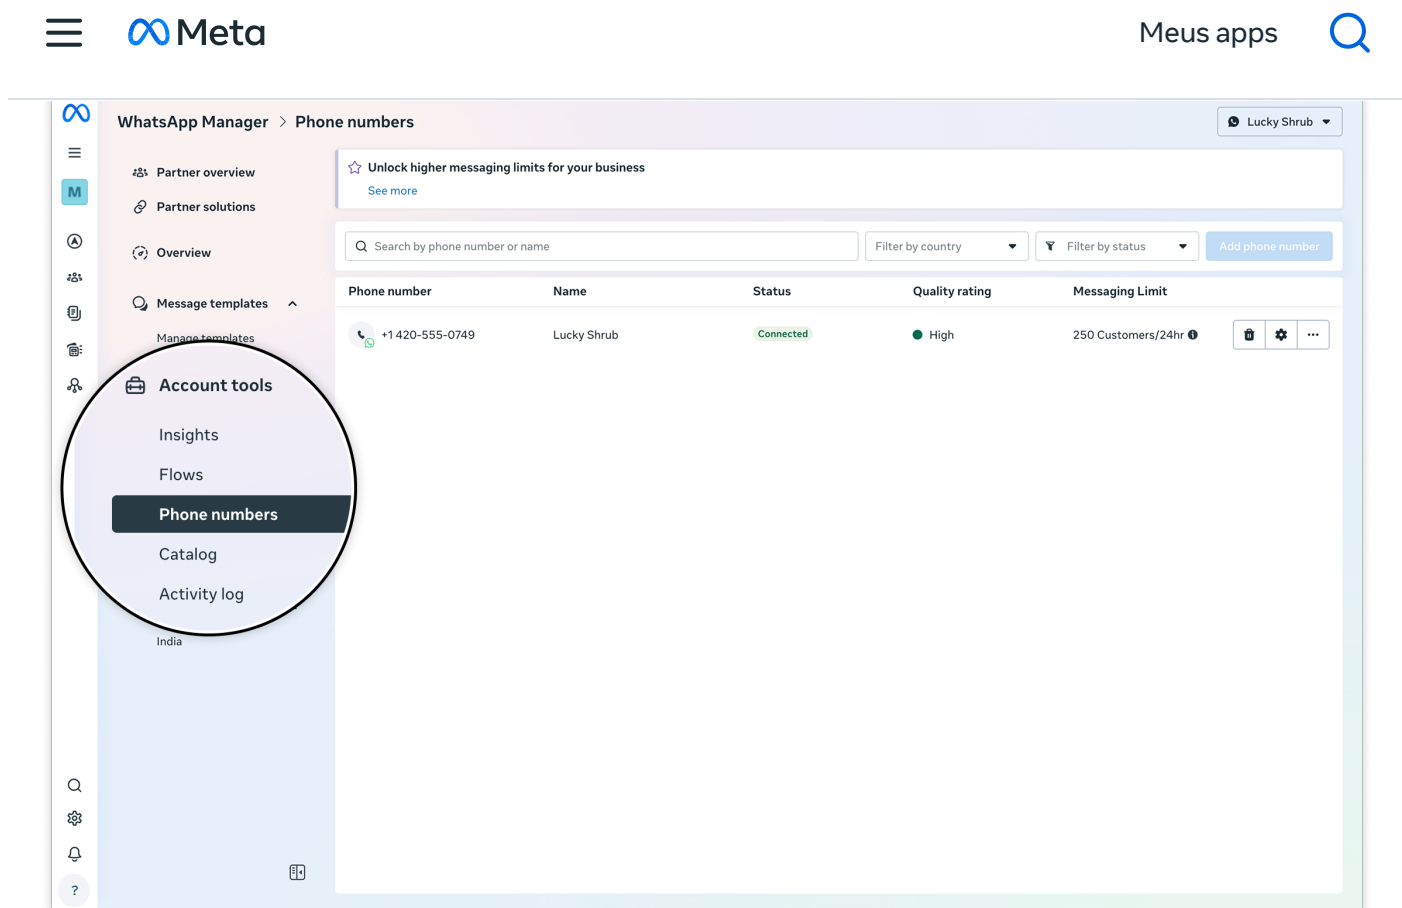 Meta
Meus apps
WhatsApp Manager > Phone numbers
Lucky Shrub
M
Partner overview
Partner solutions
Overview
Message templates
Manage templates
Account tools
Insights
Flows
Phone numbers
Catalog
Activity log
India
?
Unlock higher messaging limits for your business
See more
Search by phone number or name
Filter by country
Filter by status
Add phone number
Phone number Name Status Quality rating Messaging Limit
+1 420-555-0749 Lucky Shrub Connected High 250 Customers/24hr